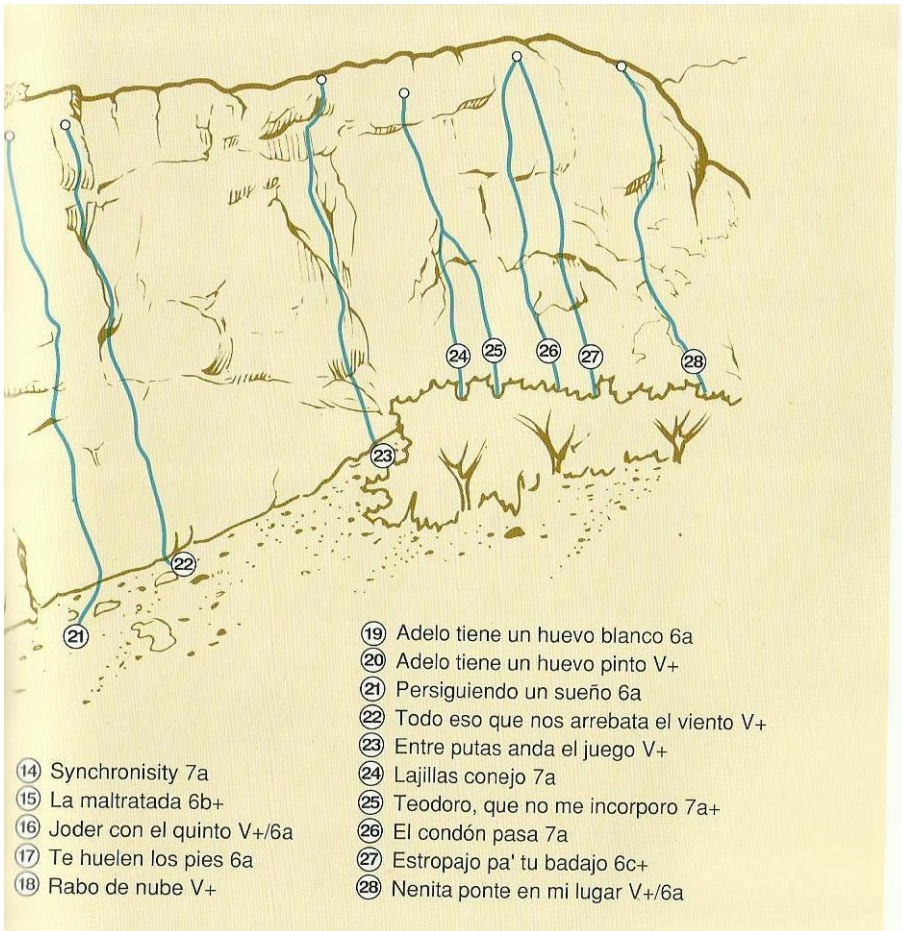 24
25
26
27
28
23
22
21
19 Adelo tiene un huevo blanco 6a
20 Adelo tiene un huevo pinto V+
21 Persiguiendo un sueño 6a
22 Todo eso que nos arrebata el viento V+
23 Entre putas anda el juego V+
24 Lajillas conejo 7a
25 Teodoro, que no me incorporo 7a+
26 El condón pasa 7a
27 Estropajo pa' tu badajo 6c+
28 Nenita ponte en mi lugar V+/6a
14 Synchronisity 7a
15 La maltratada 6b+
16 Joder con el quinto V+/6a
17 Te huelen los pies 6a
18 Rabo de nube V+